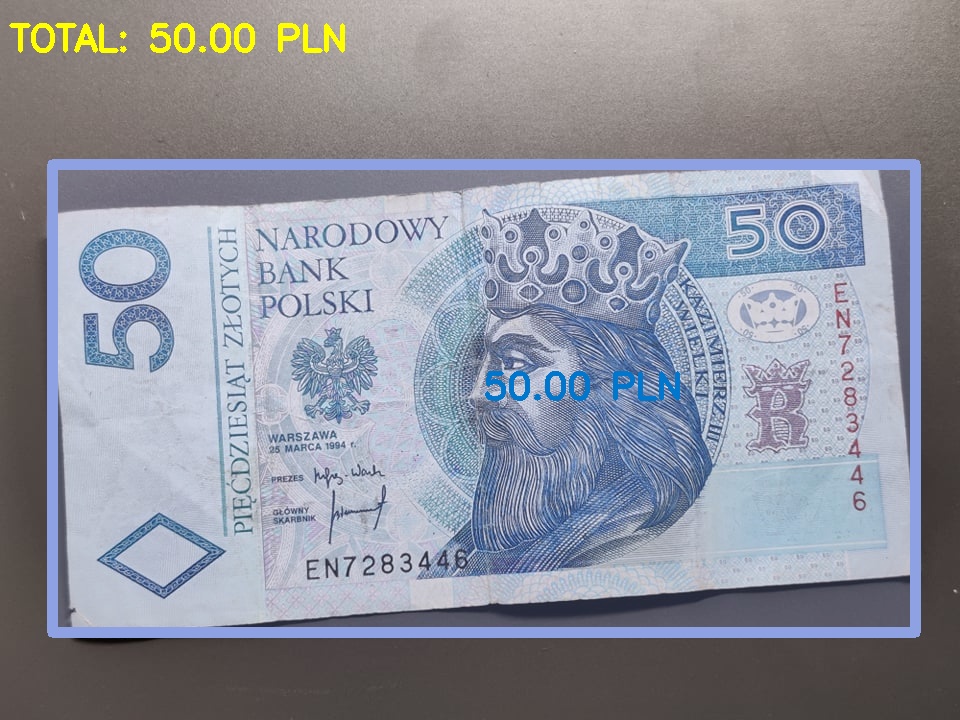 TOTAL: 50.00 PLN
50
PIĘĆDZIESIĄT ZŁOTYCH
NARODOWY
BANK
POLSKI
WARSZAWA
25 MARCA 1994 r.
PREZES
GŁÓWNY
SKARBNIK
EN7283446
50.00 PLN
KAZIMIERZ III
WIELKI
50
EN7283446